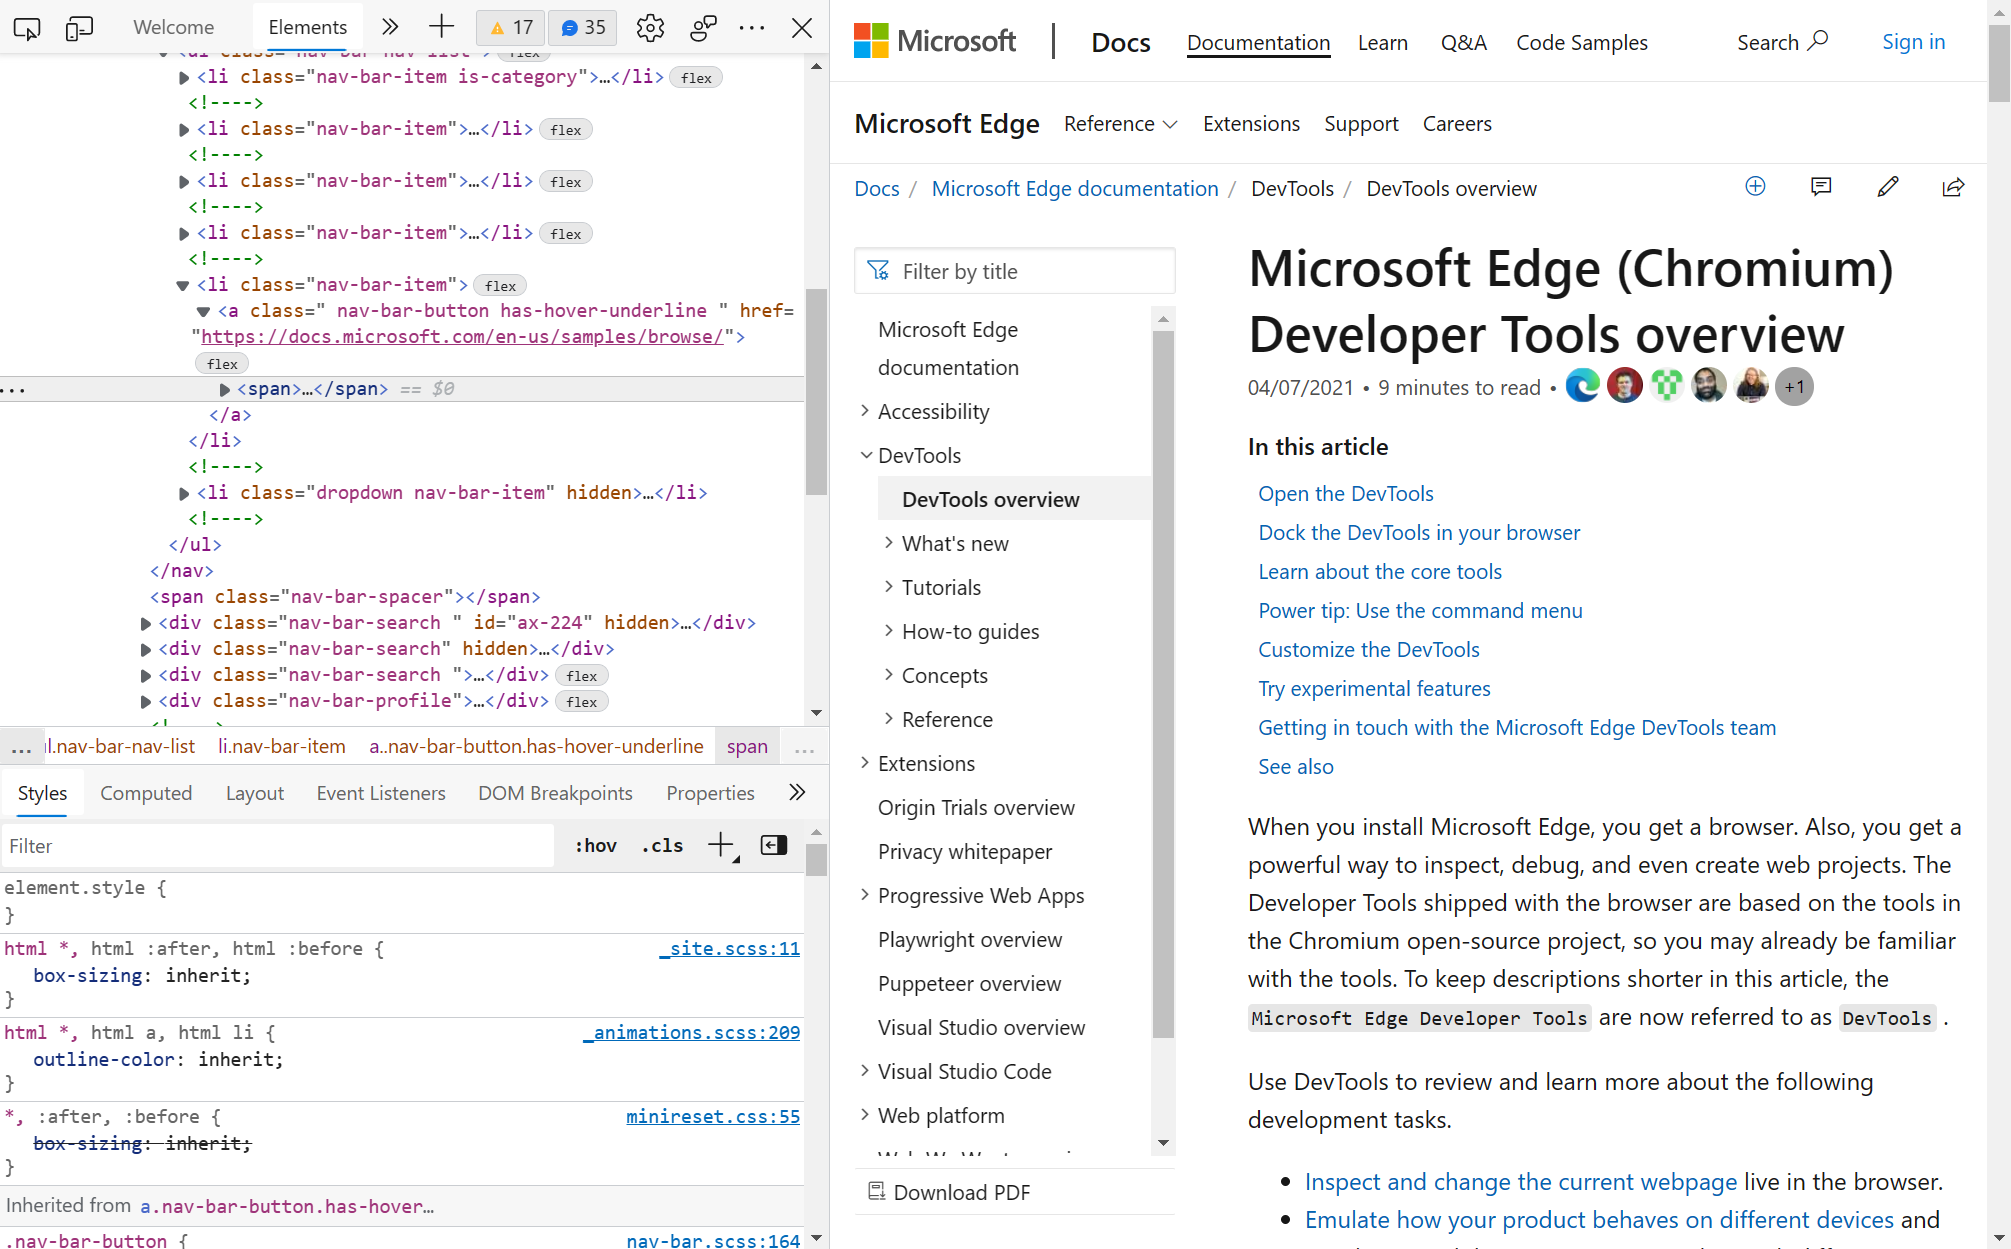 Welcome Elements 17 35
<ul class="nav-bar-nav-list"> flex
<li class="nav-bar-item is-category">…</li> flex
<!---->
<li class="nav-bar-item">…</li> flex
<!---->
<li class="nav-bar-item">…</li> flex
<!---->
<li class="nav-bar-item">…</li> flex
<!---->
<li class="nav-bar-item"> flex
<a class=" nav-bar-button has-hover-underline " href=
"https://docs.microsoft.com/en-us/samples/browse/">
flex
… <span>…</span> == $0
</a>
</li>
<!---->
<li class="dropdown nav-bar-item" hidden>…</li>
<!---->
</ul>
</nav>
<span class="nav-bar-spacer"></span>
<div class="nav-bar-search " id="ax-224" hidden>…</div>
<div class="nav-bar-search" hidden>…</div>
<div class="nav-bar-search ">…</div> flex
<div class="nav-bar-profile">…</div> flex
<!---->
… ul.nav-bar-nav-list li.nav-bar-item a..nav-bar-button.has-hover-underline span …
Styles Computed Layout Event Listeners DOM Breakpoints Properties
Filter :hov .cls
element.style {
}
html *, html :after, html :before { _site.scss:11
box-sizing: inherit;
}
html *, html a, html li { _animations.scss:209
outline-color: inherit;
}
*, :after, :before { minireset.css:55
box-sizing: inherit;
}
Inherited from a.nav-bar-button.has-hover…
.nav-bar-button { nav-bar.scss:164
Microsoft Docs Documentation Learn Q&A Code Samples Search Sign in
Microsoft Edge Reference Extensions Support Careers
Docs / Microsoft Edge documentation / DevTools / DevTools overview
Filter by title
Microsoft Edge
documentation
Accessibility
DevTools
DevTools overview
What's new
Tutorials
How-to guides
Concepts
Reference
Extensions
Origin Trials overview
Privacy whitepaper
Progressive Web Apps
Playwright overview
Puppeteer overview
Visual Studio overview
Visual Studio Code
Web platform
Download PDF
Microsoft Edge (Chromium)
Developer Tools overview
04/07/2021 • 9 minutes to read • +1
In this article
Open the DevTools
Dock the DevTools in your browser
Learn about the core tools
Power tip: Use the command menu
Customize the DevTools
Try experimental features
Getting in touch with the Microsoft Edge DevTools team
See also
When you install Microsoft Edge, you get a browser. Also, you get a
powerful way to inspect, debug, and even create web projects. The
Developer Tools shipped with the browser are based on the tools in
the Chromium open-source project, so you may already be familiar
with the tools. To keep descriptions shorter in this article, the
Microsoft Edge Developer Tools are now referred to as DevTools .
Use DevTools to review and learn more about the following
development tasks.
• Inspect and change the current webpage live in the browser.
• Emulate how your product behaves on different devices and